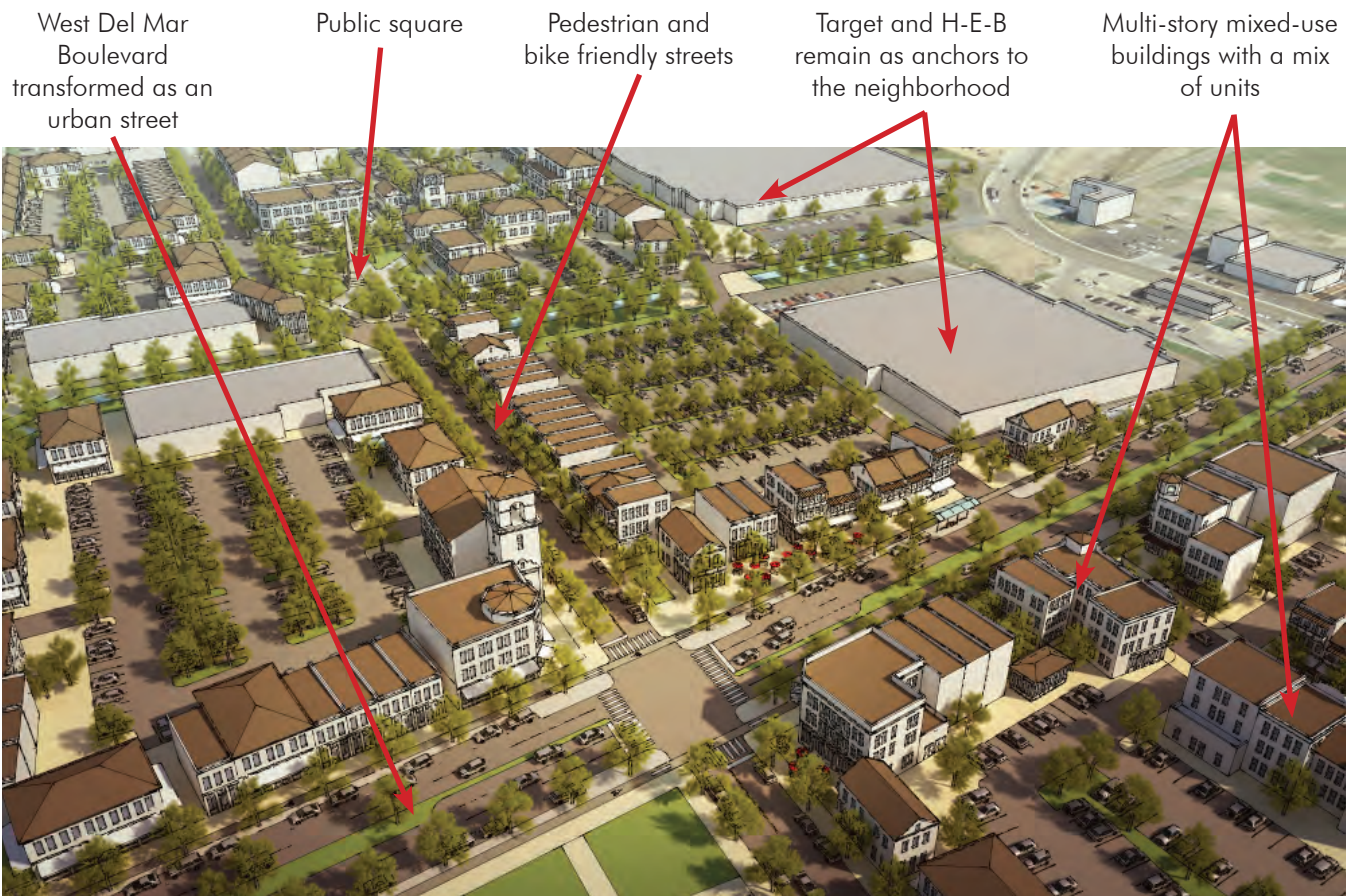 West Del Mar
Boulevard
transformed as an
urban street
Public square
Pedestrian and
bike friendly streets
Target and H-E-B
remain as anchors to
the neighborhood
Multi-story mixed-use
buildings with a mix
of units